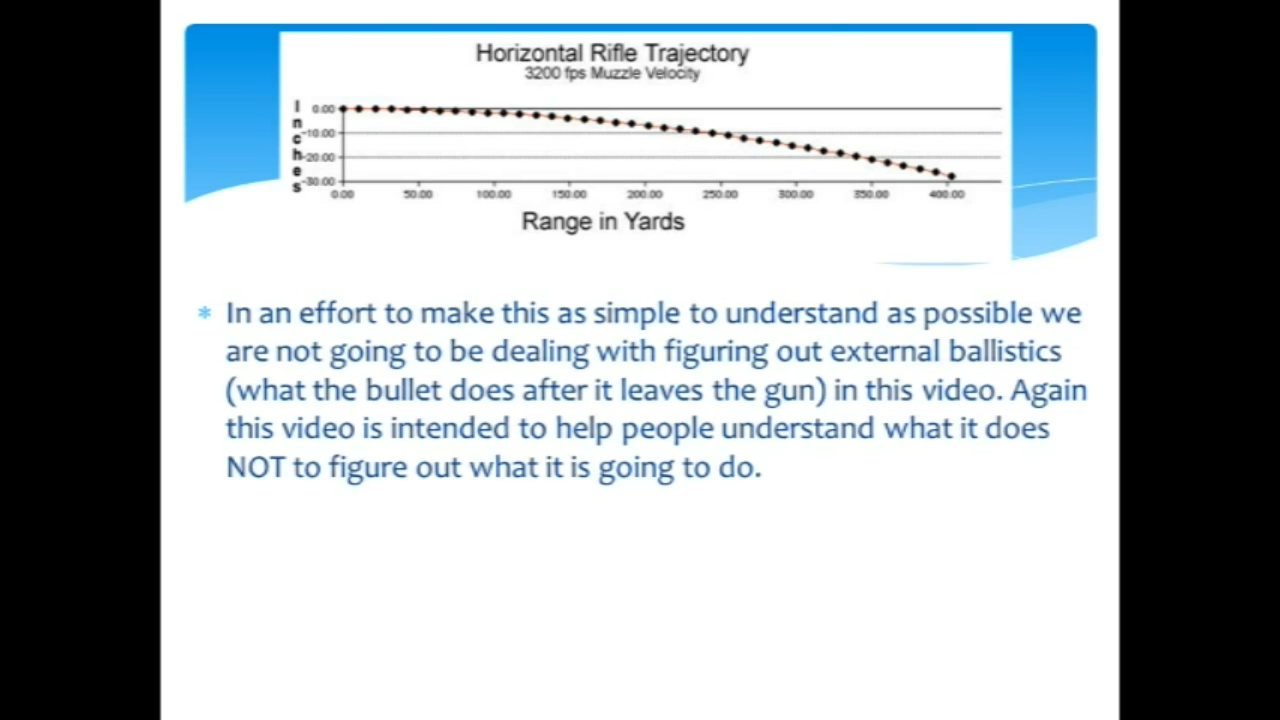 Horizontal Rifle Trajectory
3200 fps Muzzle Velocity
Inches
0.00
-10.00
-20.00
-30.00
0.00 50.00 100.00 150.00 200.00 250.00 300.00 350.00 400.00
Range in Yards
In an effort to make this as simple to understand as possible we
are not going to be dealing with figuring out external ballistics
(what the bullet does after it leaves the gun) in this video. Again
this video is intended to help people understand what it does
NOT to figure out what it is going to do.